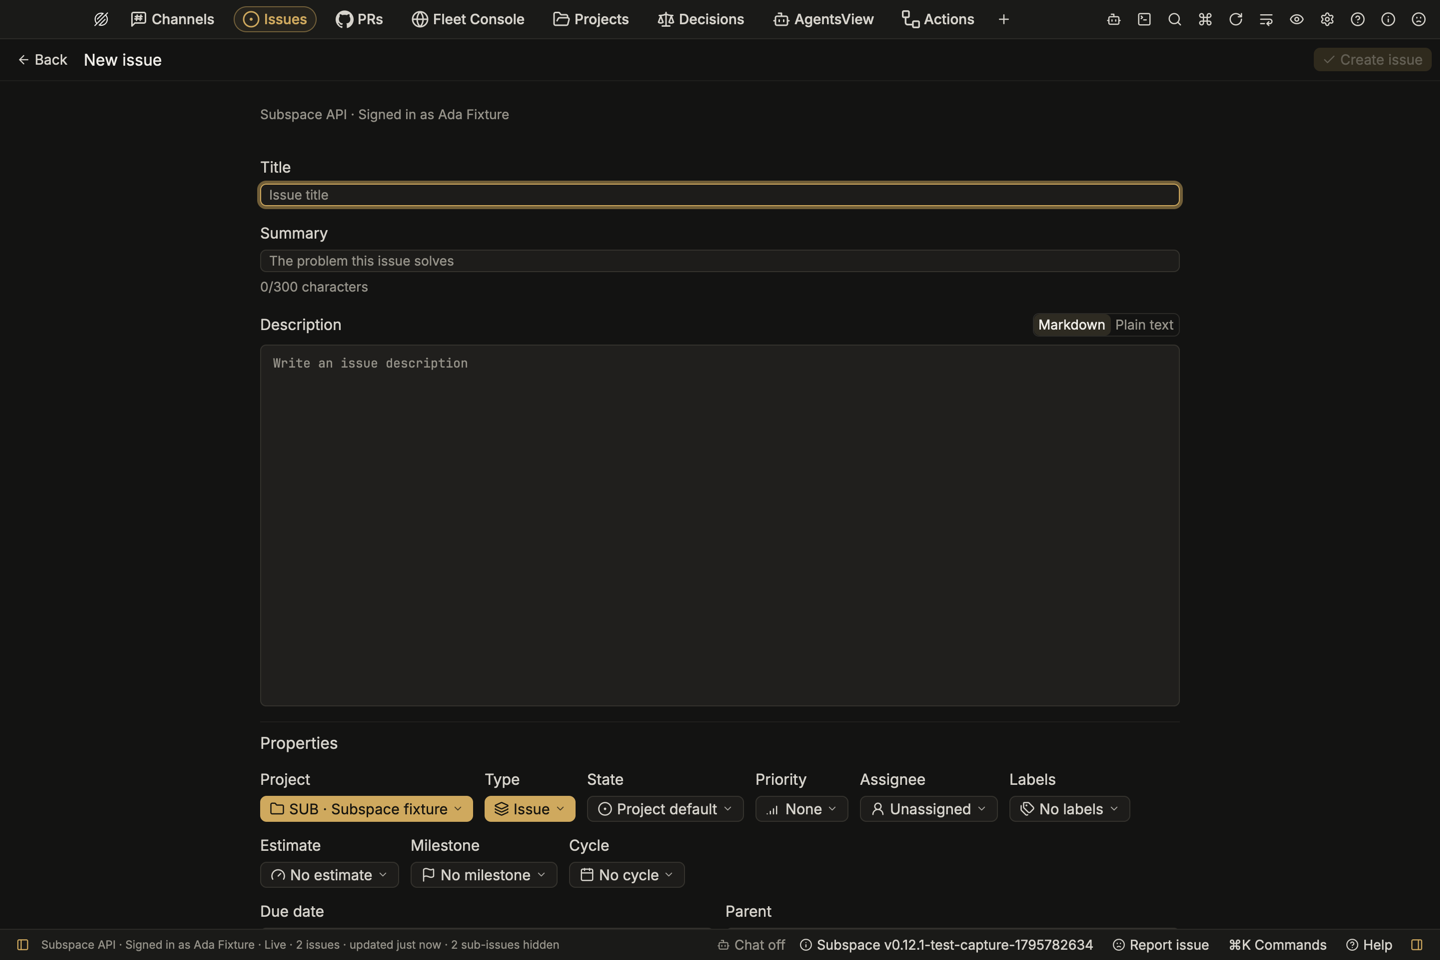 Channels Issues PRs Fleet Console Projects Decisions AgentsView Actions
Back New issue Create issue
Subspace API · Signed in as Ada Fixture
Title
Issue title
Summary
The problem this issue solves
0/300 characters
Description Markdown Plain text
Write an issue description
Properties
Project Type State Priority Assignee Labels
SUB · Subspace fixture Issue Project default None Unassigned No labels
Estimate Milestone Cycle
No estimate No milestone No cycle
Due date Parent
Subspace API · Signed in as Ada Fixture · Live · 2 issues · updated just now · 2 sub-issues hidden Chat off Subspace v0.12.1-test-capture-1795782634 Report issue ⌘K Commands Help